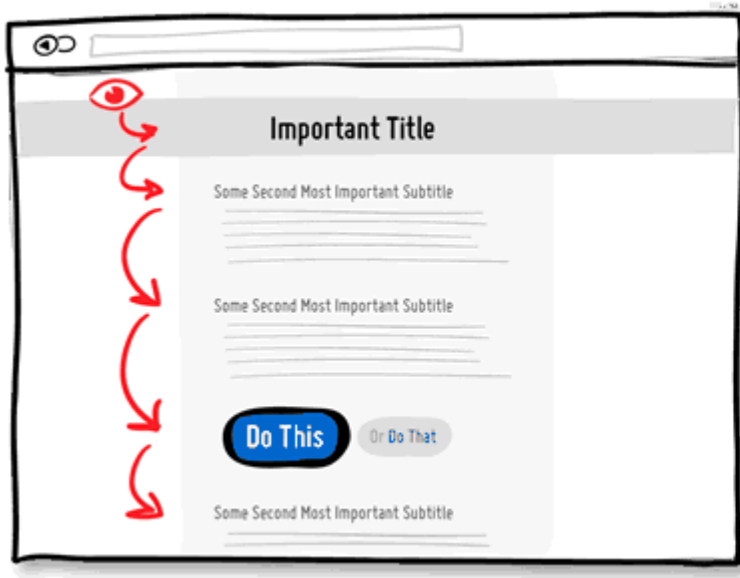 Important Title
Some Second Most Important Subtitle
Some Second Most Important Subtitle
Do This
Or Do That
Some Second Most Important Subtitle